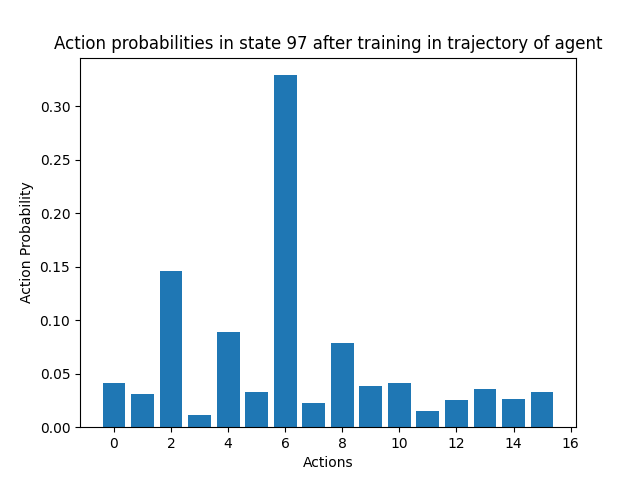 Action probabilities in state 97 after training in trajectory of agent
0.30
0.25
0.20
0.15
0.10
0.05
0.00
Action Probability
0 2 4 6 8 10 12 14 16
Actions